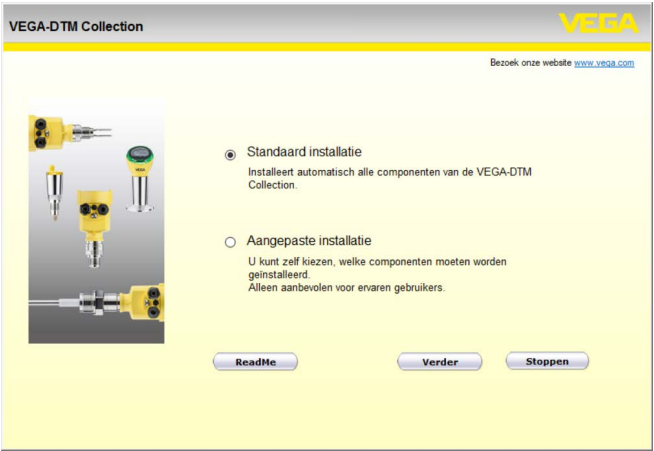 VEGA-DTM Collection
VEGA
Bezoek onze website www.vega.com
Standaard installatie
Installeert automatisch alle componenten van de VEGA-DTM
Collection.
Aangepaste installatie
U kunt zelf kiezen, welke componenten moeten worden
geïnstalleerd.
Alleen aanbevolen voor ervaren gebruikers.
ReadMe
Verder
Stoppen